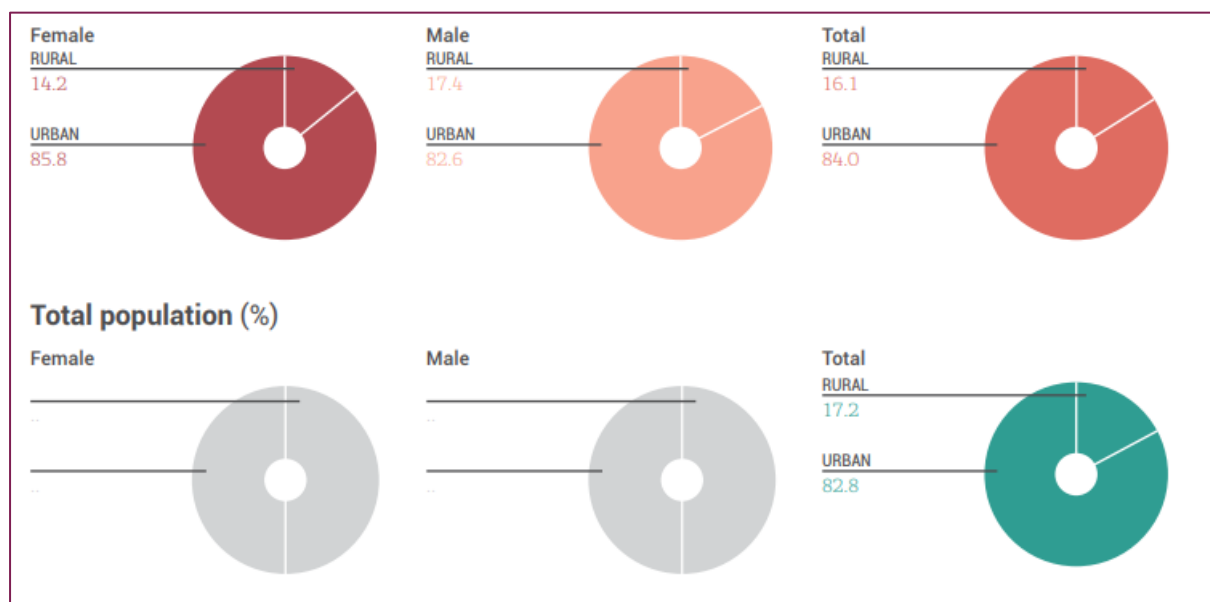 Female
RURAL
14.2
URBAN
85.8
Male
RURAL
17.4
URBAN
82.6
Total
RURAL
16.1
URBAN
84.0
Total population (%)
Female
..
..
Male
..
..
Total
RURAL
17.2
URBAN
82.8